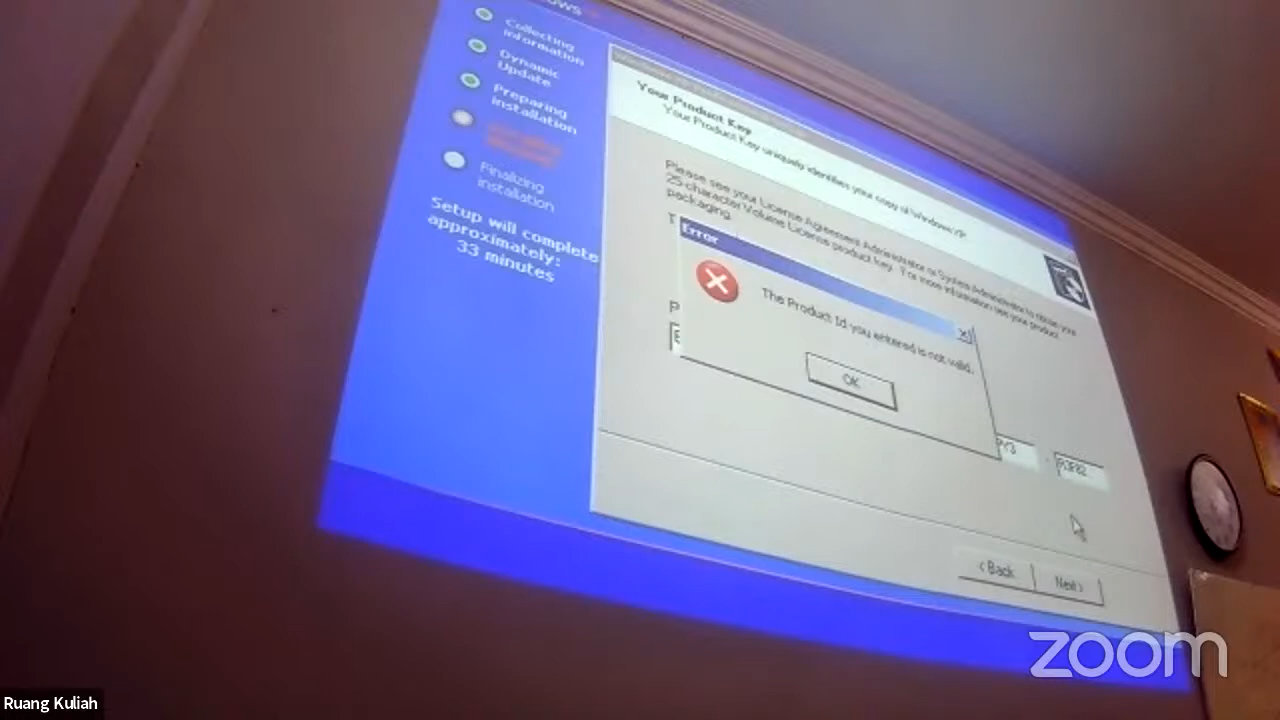 Collecting
information
Dynamic
Update
Preparing
installation
Finalizing
installation
Setup will complete
approximately:
33 minutes
Your Product Key
Your Product Key uniquely identifies your copy of Windows XP
Please see your License Agreement Administrator or System Administrator to obtain your
25-character Volume License product key. For more information see your product
packaging.
Error
The Product Id you entered is not valid.
OK
< Back
Next >
zoom
Ruang Kuliah